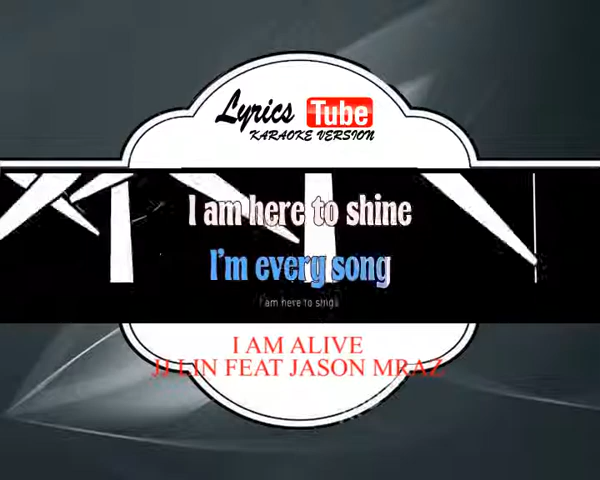 Lyrics Tube
KARAOKE VERSION
I am here to shine
I'm every song
I am here to shine
I AM ALIVE
JJ LIN FEAT JASON MRAZ